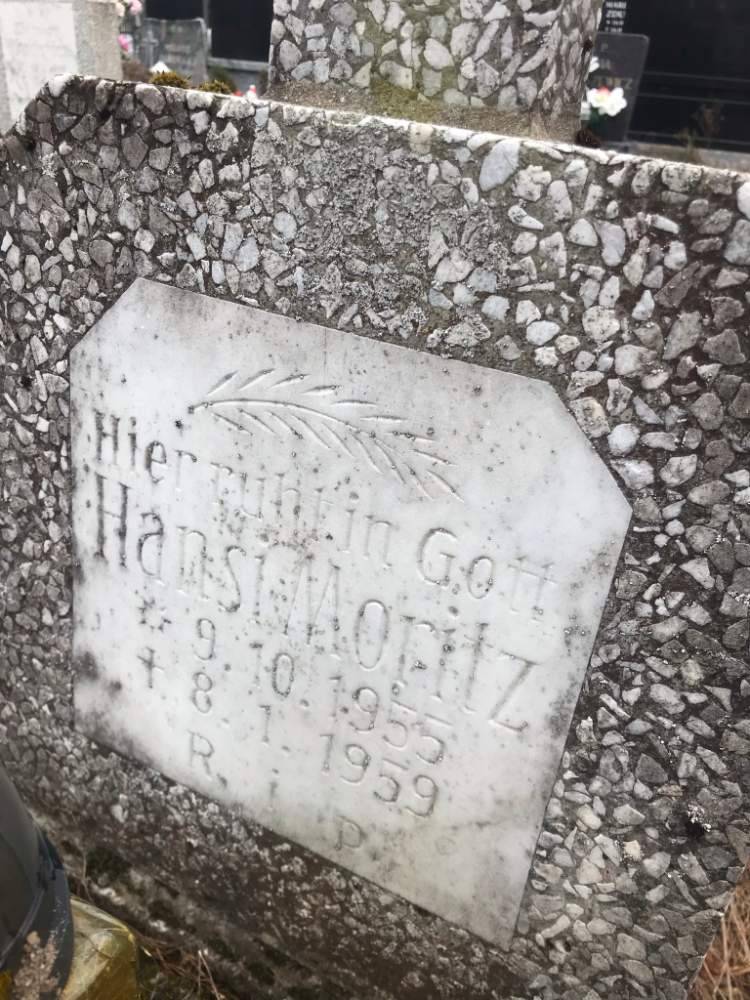 Hier ruht in Gott
Hansi Moritz
* 9. 10. 1955
† 8. 1. 1959
R. i. P.